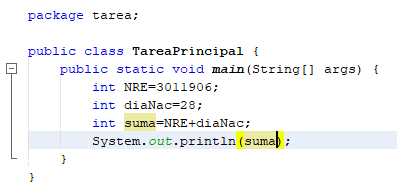 package tarea;
public class TareaPrincipal {
public static void main(String[] args) {
int NRE=3011906;
int diaNac=28;
int suma=NRE+diaNac;
System.out.println(suma);
}
}